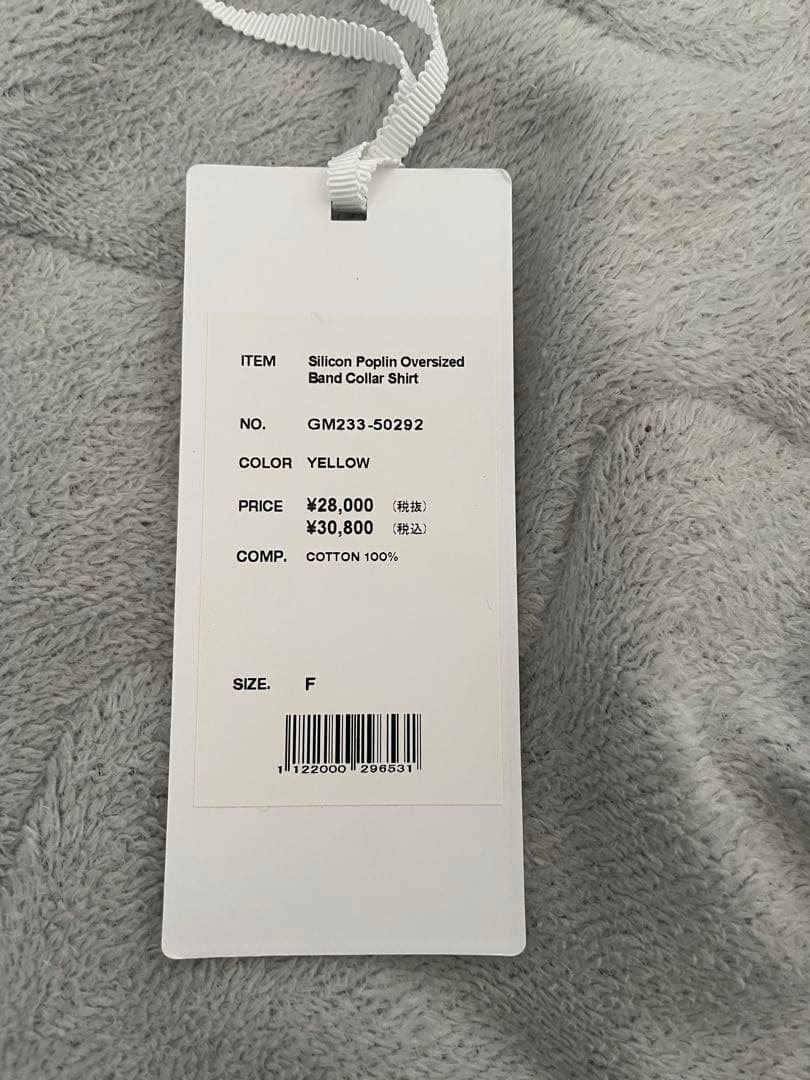 ITEM Silicon Poplin Oversized
Band Collar Shirt
NO. GM233-50292
COLOR YELLOW
PRICE ¥28,000 (税抜)
¥30,800 (税込)
COMP. COTTON 100%
SIZE. F
1 122000 296531